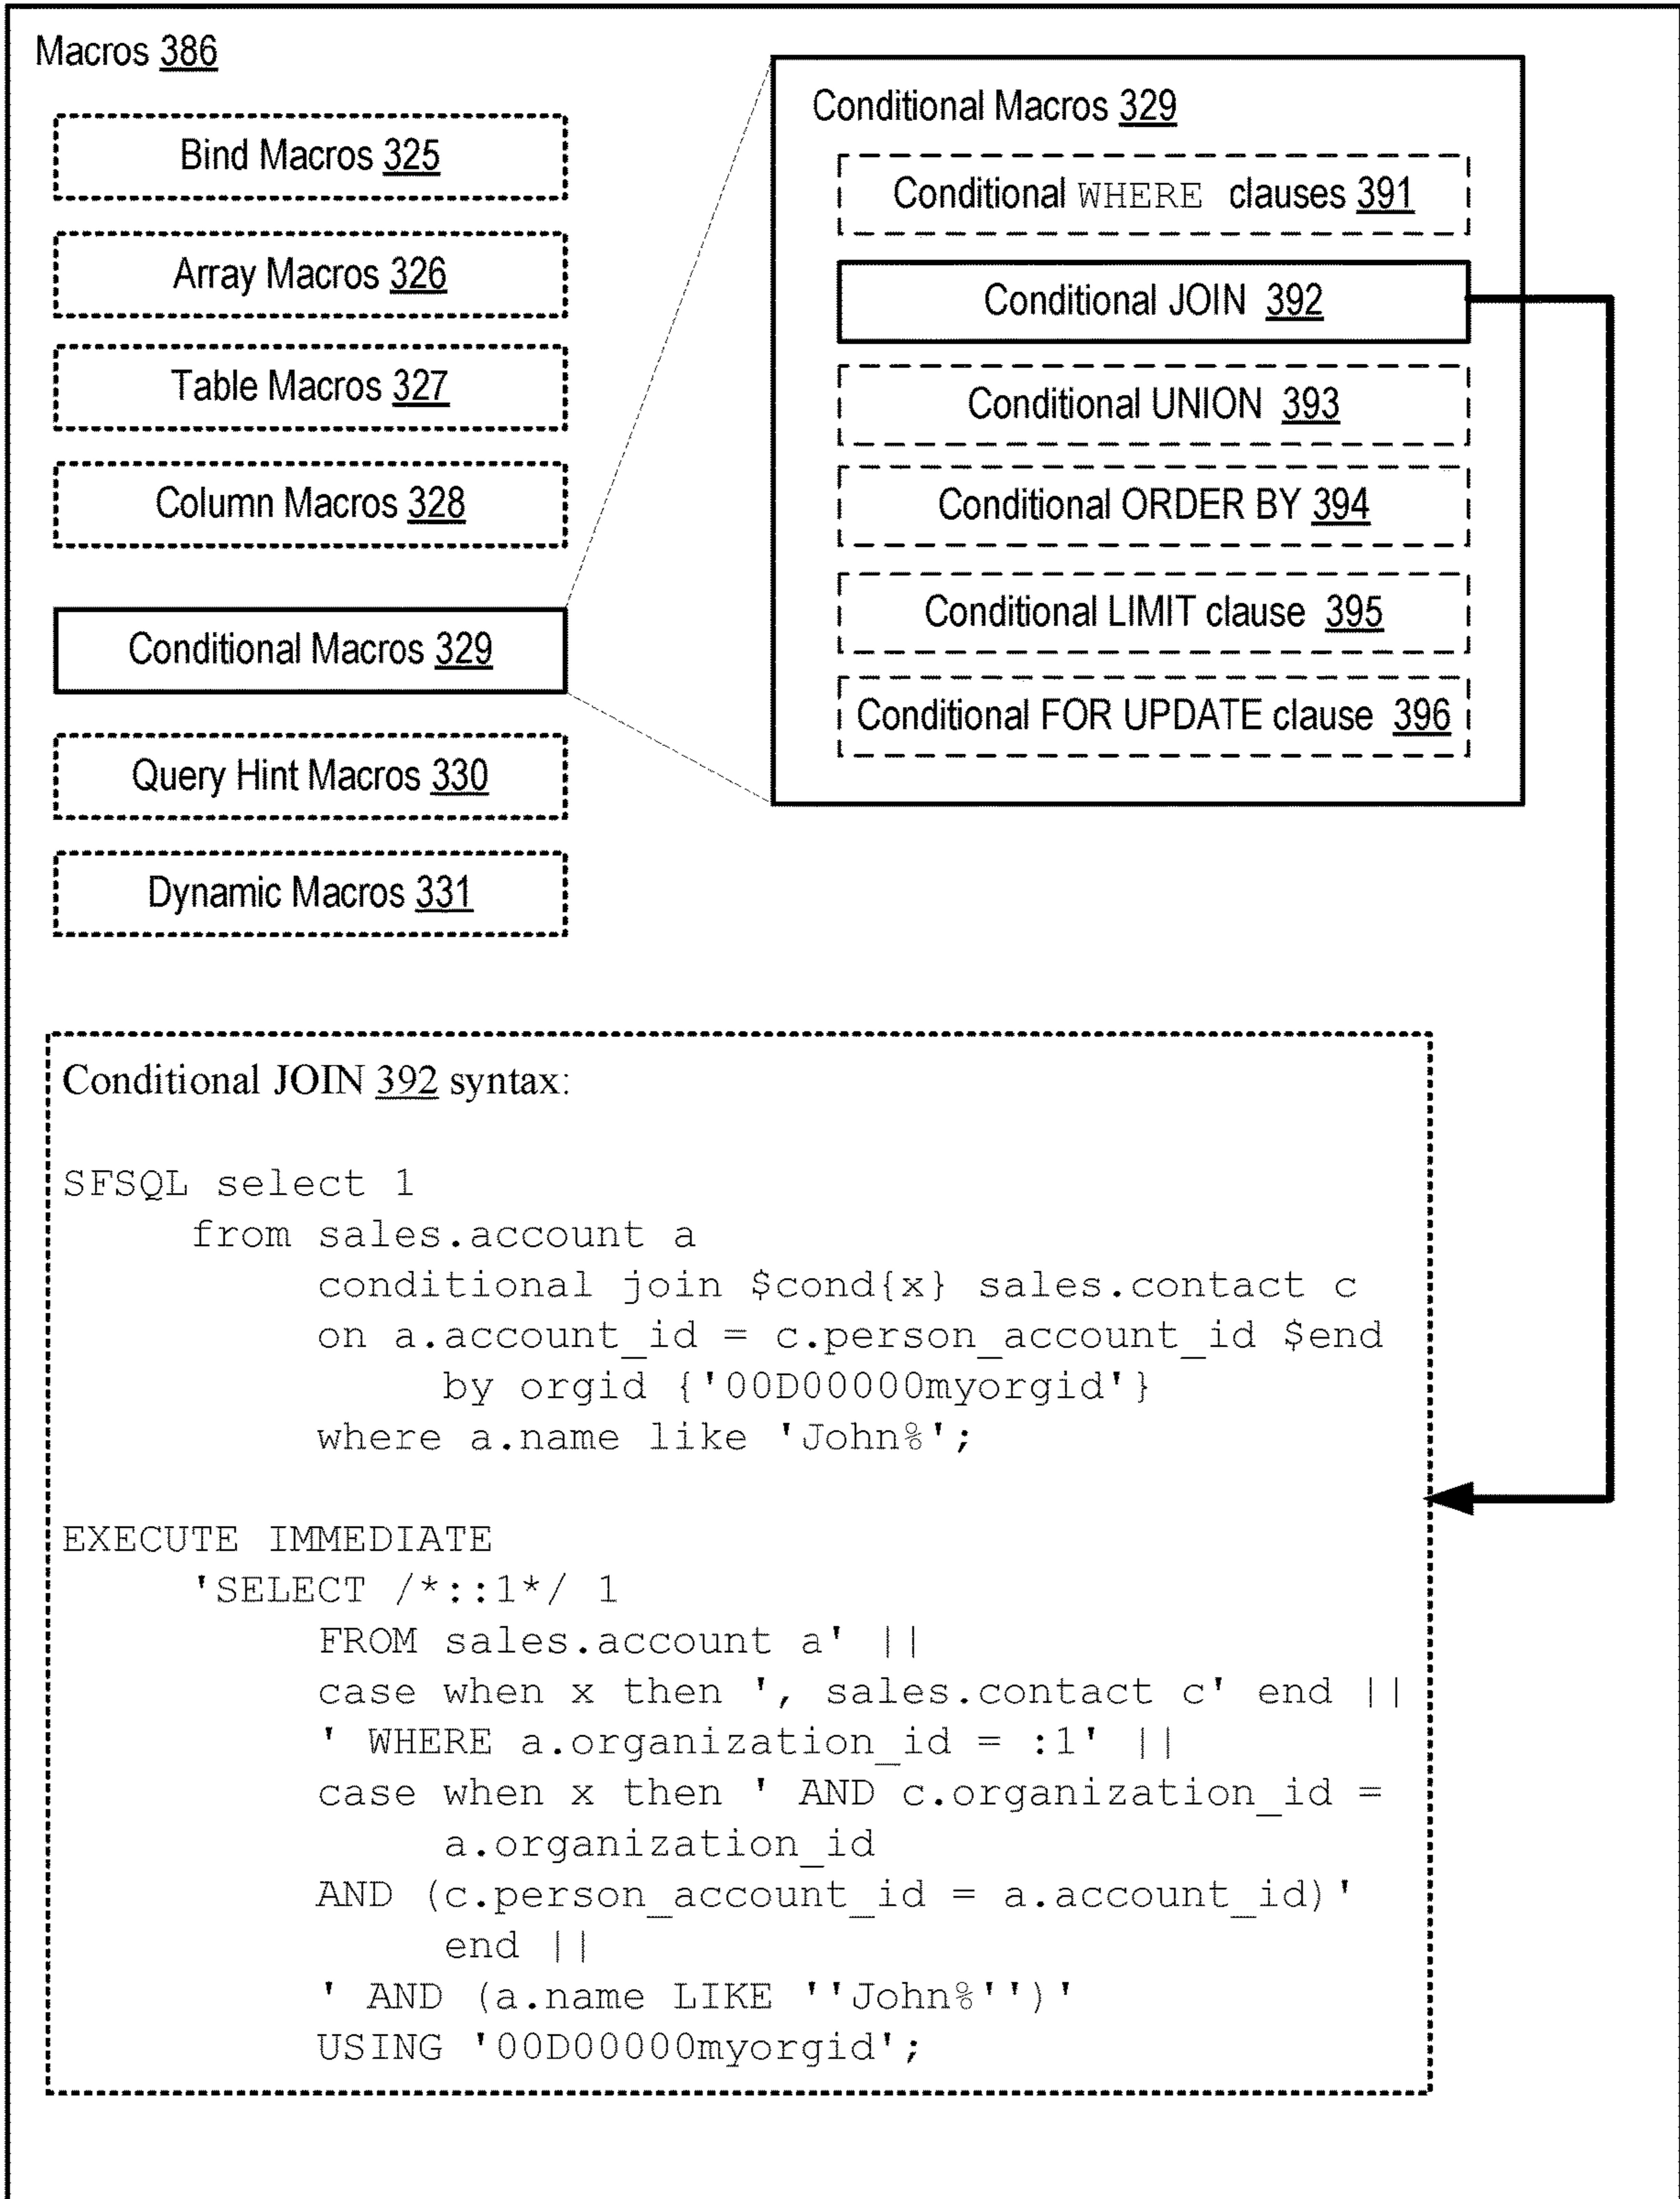 Macros 386
Bind Macros 325
Array Macros 326
Table Macros 327
Column Macros 328
Conditional Macros 329
Query Hint Macros 330
Dynamic Macros 331
Conditional Macros 329
Conditional WHERE clauses 391
Conditional JOIN 392
Conditional UNION 393
Conditional ORDER BY 394
Conditional LIMIT clause 395
Conditional FOR UPDATE clause 396
Conditional JOIN 392 syntax:
SFSQL select 1
from sales.account a
conditional join $cond{x} sales.contact c
on a.account_id = c.person_account_id $end
by orgid {'00D00000myorgid'}
where a.name like 'John%';
EXECUTE IMMEDIATE
'SELECT /*::1*/ 1
FROM sales.account a' ||
case when x then ', sales.contact c' end ||
' WHERE a.organization_id = :1' ||
case when x then ' AND c.organization_id =
a.organization_id
AND (c.person_account_id = a.account_id)'
end ||
' AND (a.name LIKE ''John%'')'
USING '00D00000myorgid';